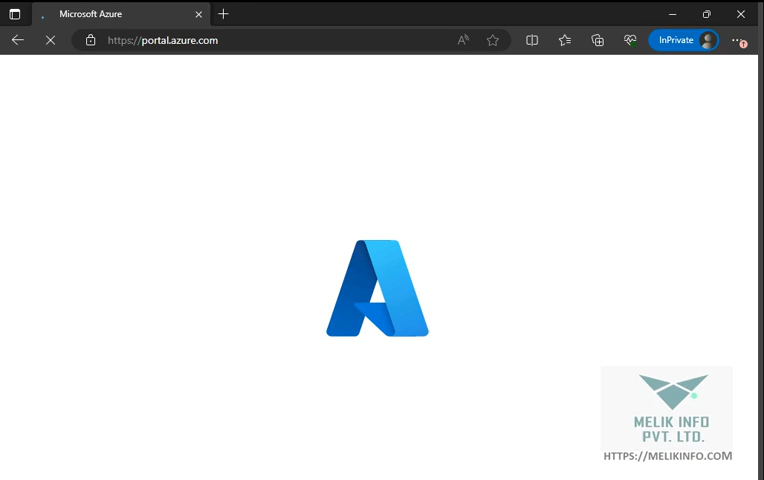 Microsoft Azure
https://portal.azure.com
InPrivate
MELIK INFO
PVT. LTD.
HTTPS://MELIKINFO.COM